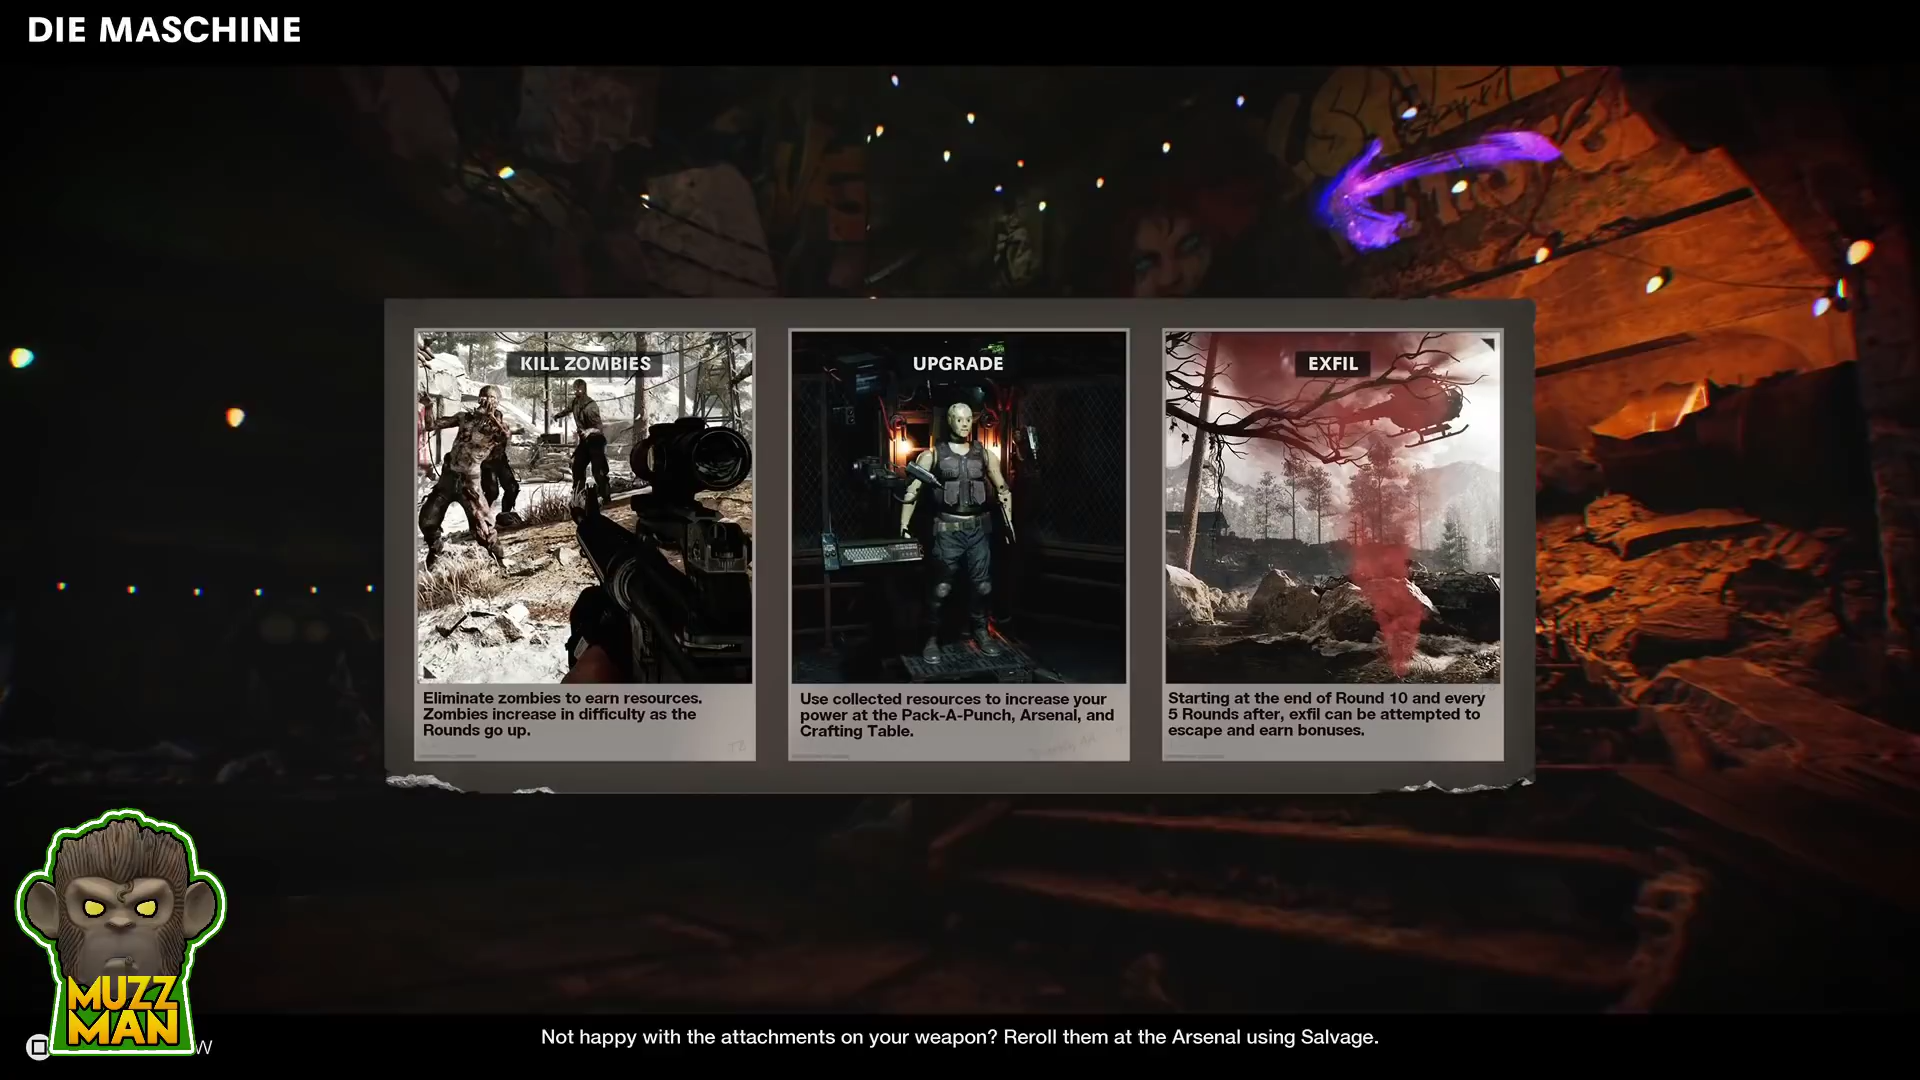 DIE MASCHINE
KILL ZOMBIES
Eliminate zombies to earn resources.
Zombies increase in difficulty as the
Rounds go up.
UPGRADE
Use collected resources to increase your
power at the Pack-A-Punch, Arsenal, and
Crafting Table.
EXFIL
Starting at the end of Round 10 and every
5 Rounds after, exfil can be attempted to
escape and earn bonuses.
MUZZ
MAN
W
Not happy with the attachments on your weapon? Reroll them at the Arsenal using Salvage.